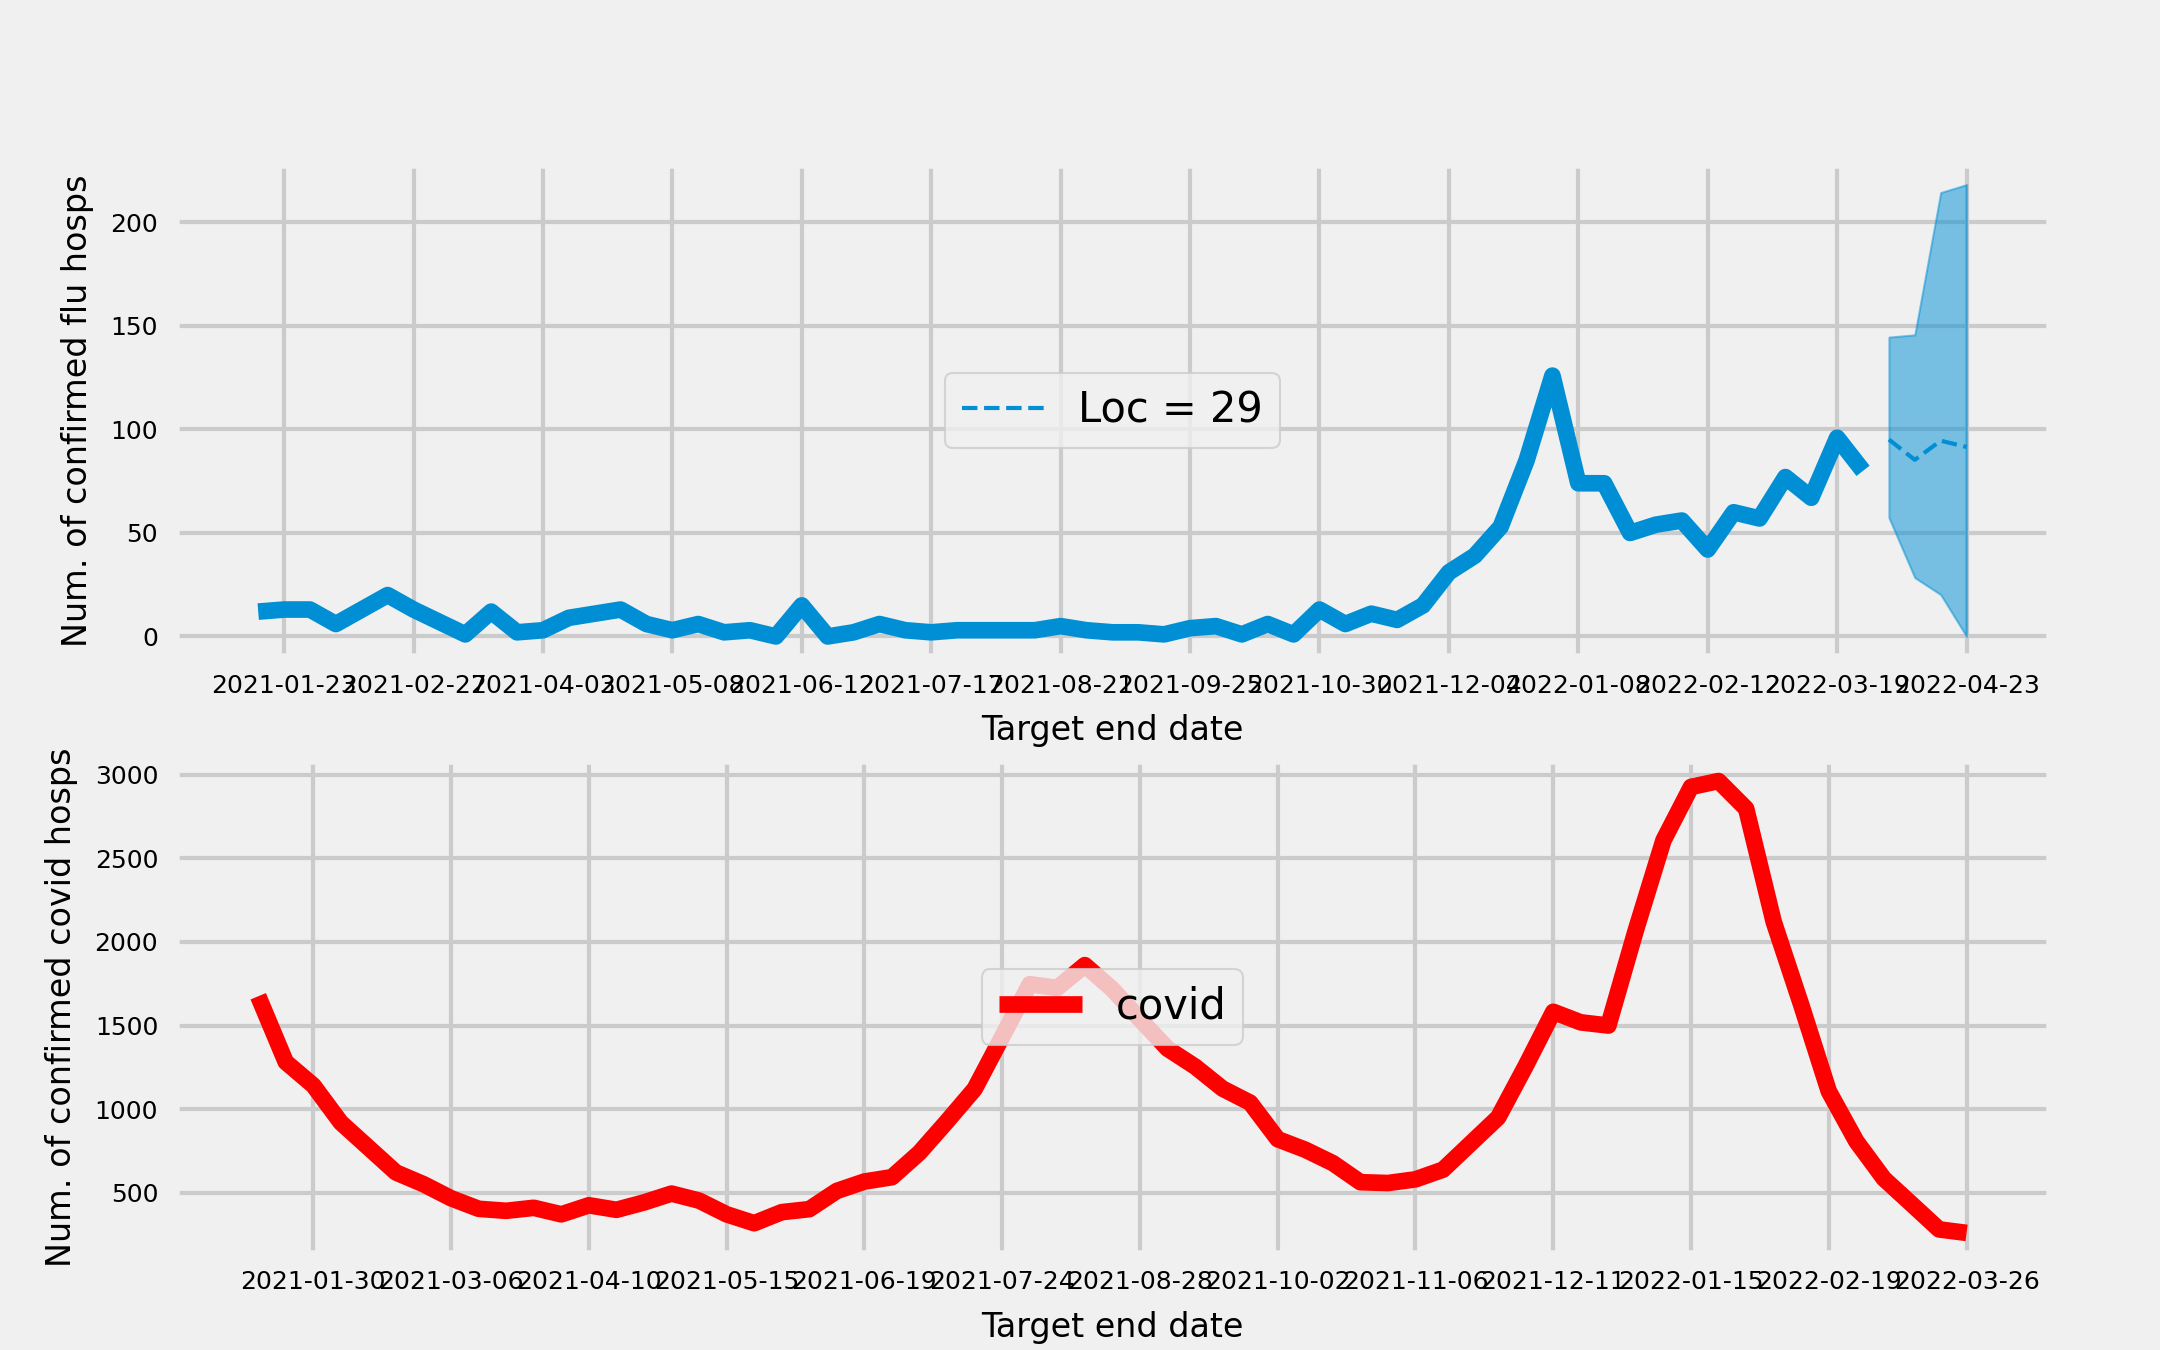 Num. of confirmed flu hosps
200
150
100
50
0
Loc = 29
2021-01-23 2021-02-27 2021-04-03 2021-05-08 2021-06-12 2021-07-17 2021-08-21 2021-09-25 2021-10-30 2021-12-04 2022-01-08 2022-02-12 2022-03-19 2022-04-23
Target end date
Num. of confirmed covid hosps
3000
2500
2000
1500
1000
500
covid
2021-01-30 2021-03-06 2021-04-10 2021-05-15 2021-06-19 2021-07-24 2021-08-28 2021-10-02 2021-11-06 2021-12-11 2022-01-15 2022-02-19 2022-03-26
Target end date